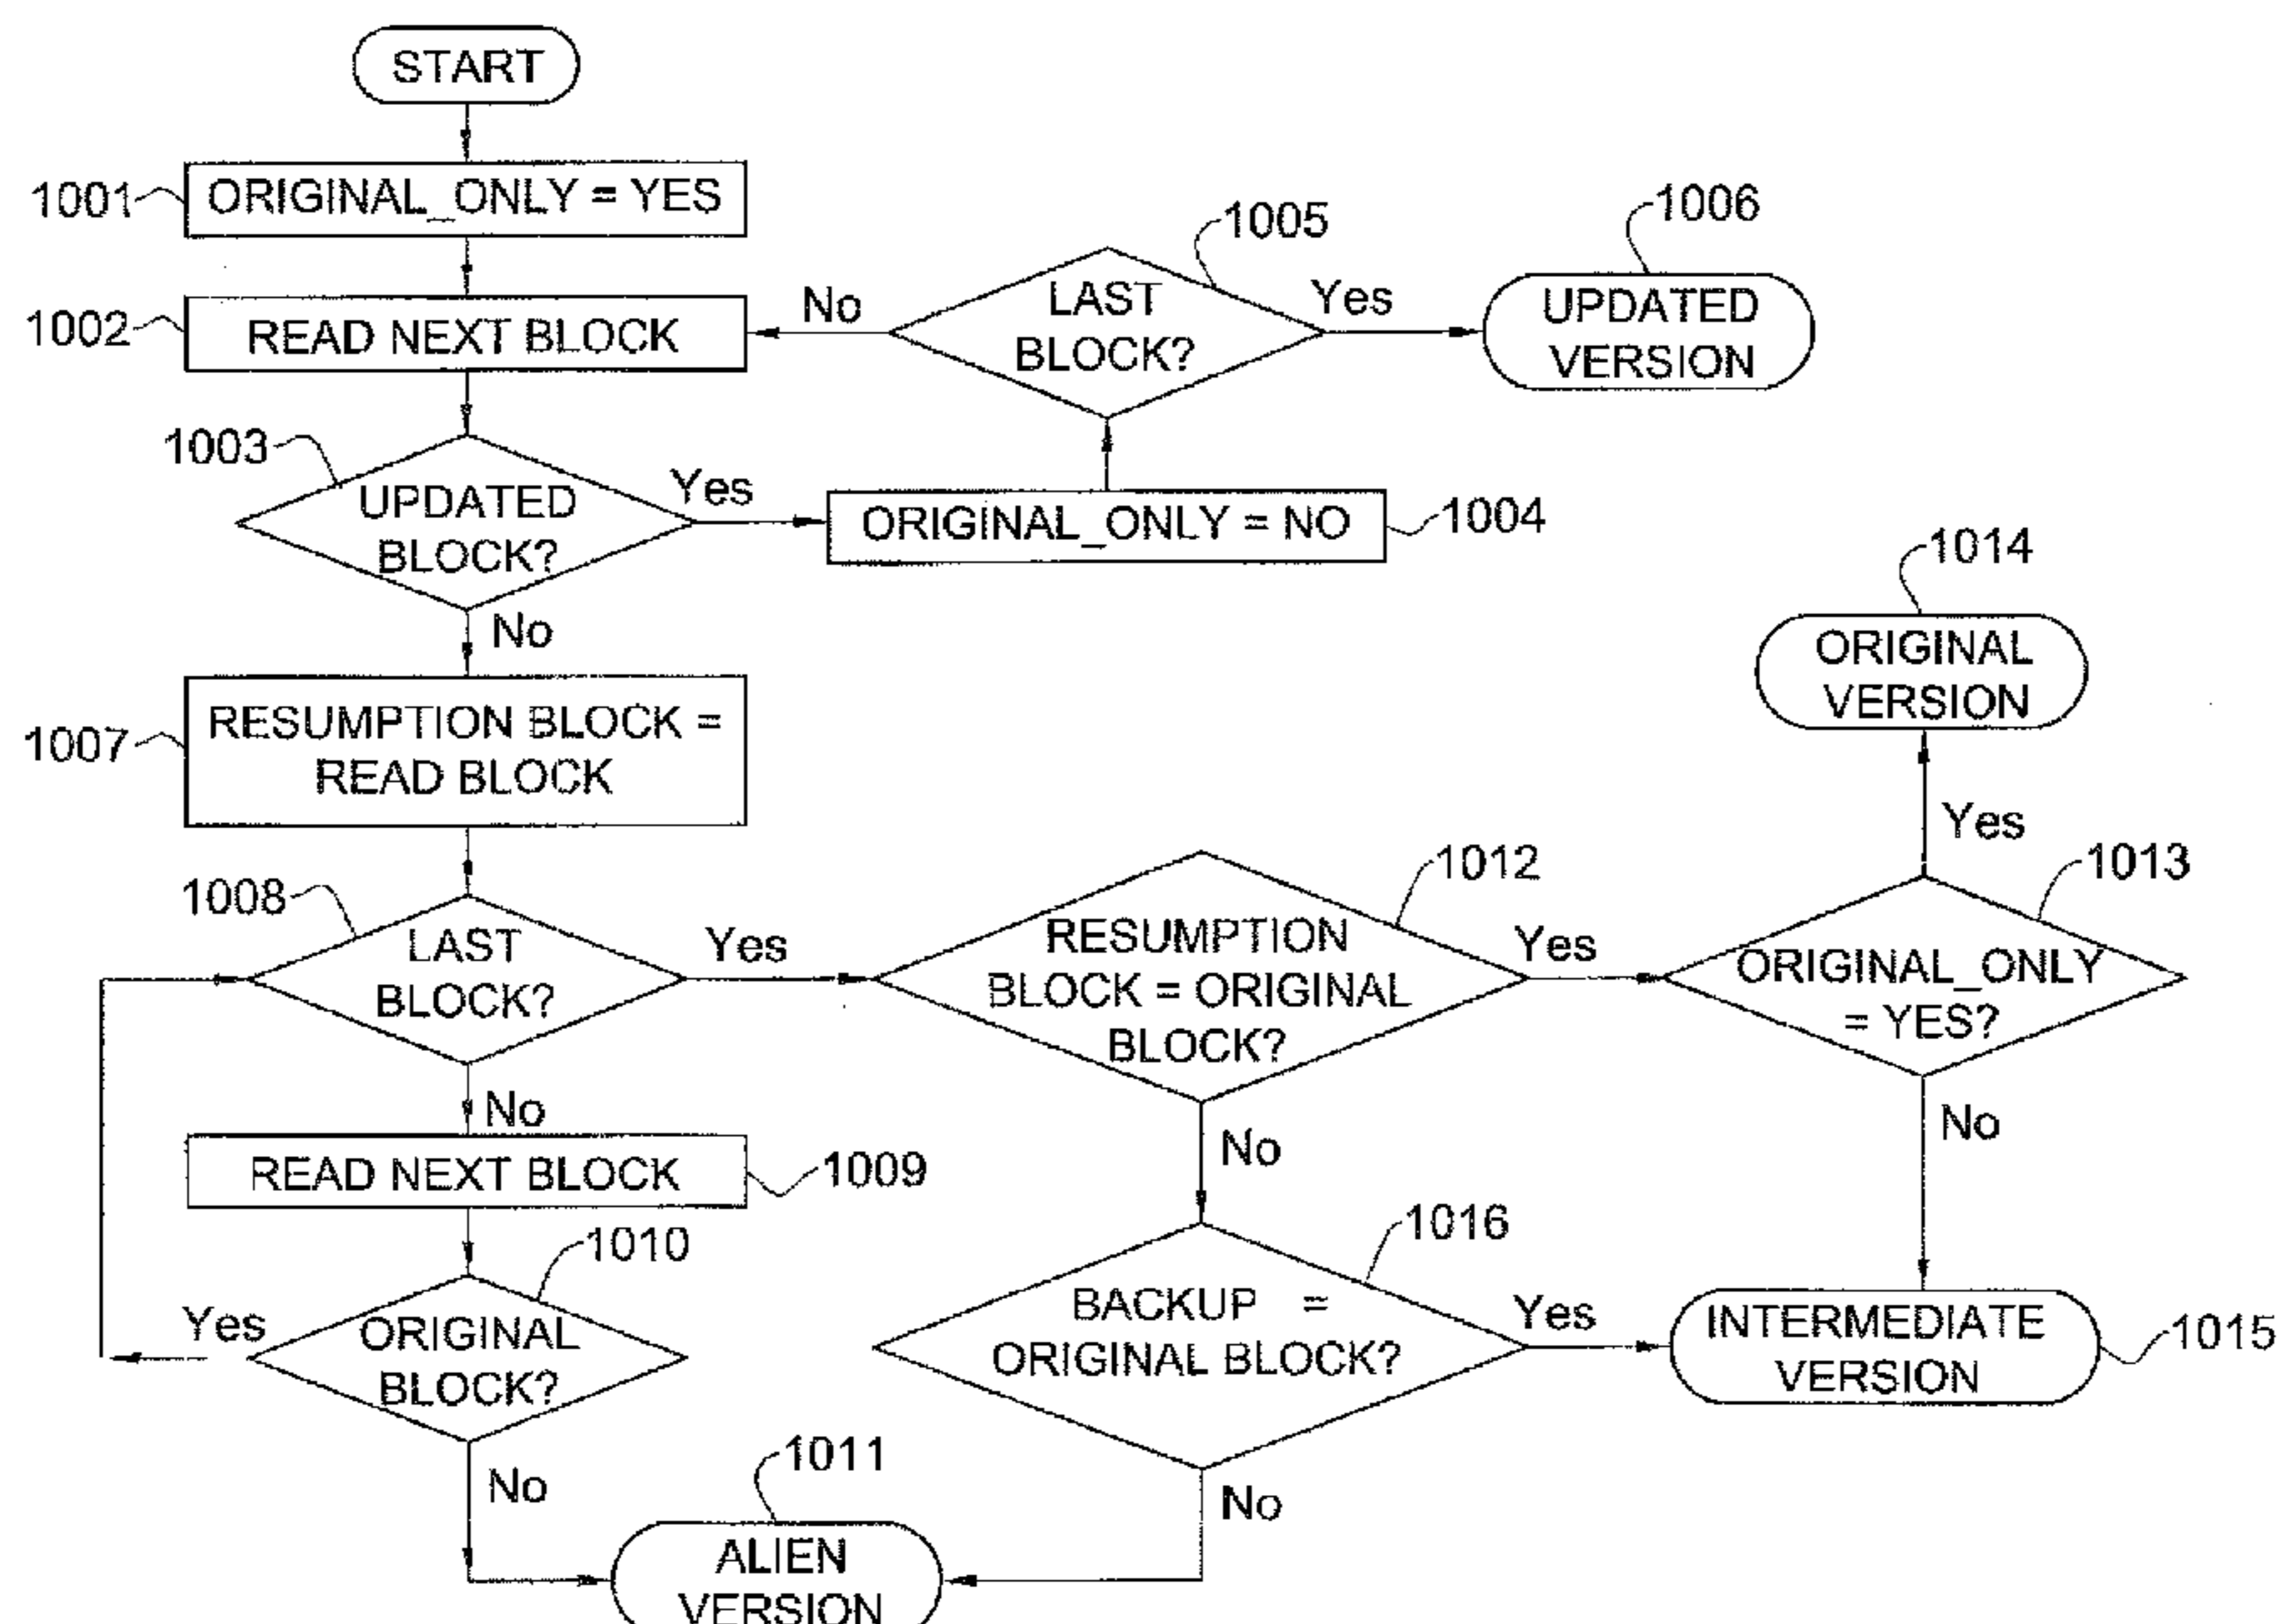 START
1001
ORIGINAL_ONLY = YES
1002
READ NEXT BLOCK
No
1005
LAST
BLOCK?
Yes
1006
UPDATED
VERSION
1003
UPDATED
BLOCK?
Yes
ORIGINAL_ONLY = NO
1004
No
1007
RESUMPTION BLOCK =
READ BLOCK
1014
ORIGINAL
VERSION
Yes
1008
LAST
BLOCK?
Yes
1012
RESUMPTION
BLOCK = ORIGINAL
BLOCK?
Yes
1013
ORIGINAL_ONLY
= YES?
No
READ NEXT BLOCK
1009
No
No
1010
ORIGINAL
BLOCK?
Yes
1016
BACKUP =
ORIGINAL BLOCK?
Yes
INTERMEDIATE
VERSION
1015
No
1011
ALIEN
VERSION
No